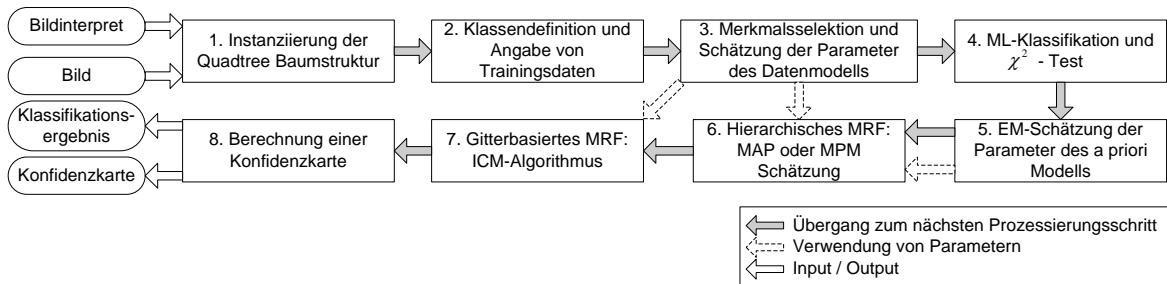 Bildinterpret
Bild
1. Instanziierung der
Quadtree Baumstruktur
2. Klassendefinition und
Angabe von
Trainingsdaten
3. Merkmalsselektion und
Schätzung der Parameter
des Datenmodells
4. ML-Klassifikation und
χ² - Test
5. EM-Schätzung der
Parameter des a priori
Modells
6. Hierarchisches MRF:
MAP oder MPM
Schätzung
7. Gitterbasiertes MRF:
ICM-Algorithmus
8. Berechnung einer
Konfidenzkarte
Klassifikations-
ergebnis
Konfidenzkarte
Übergang zum nächsten Prozessierungsschritt
Verwendung von Parametern
Input / Output